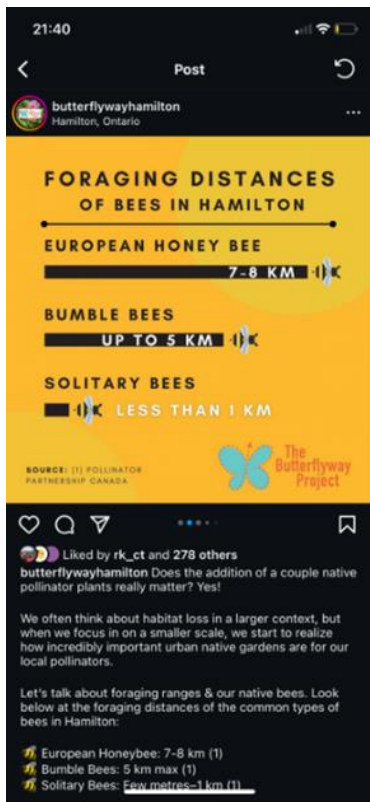 21:40
Post
butterflywayhamilton
Hamilton, Ontario
FORAGING DISTANCES
OF BEES IN HAMILTON
EUROPEAN HONEY BEE
7-8 KM
BUMBLE BEES
UP TO 5 KM
SOLITARY BEES
LESS THAN 1 KM
SOURCE: (1) POLLINATOR
PARTNERSHIP CANADA
The
Butterflyway
Project
Liked by rk_ct and 278 others
butterflywayhamilton Does the addition of a couple native
pollinator plants really matter? Yes!
We often think about habitat loss in a larger context, but
when we focus in on a smaller scale, we start to realize
how incredibly important urban native gardens are for our
local pollinators.
Let's talk about foraging ranges & our native bees. Look
below at the foraging distances of the common types of
bees in Hamilton:
European Honeybee: 7-8 km (1)
Bumble Bees: 5 km max (1)
Solitary Bees: Few metres–1 km (1)